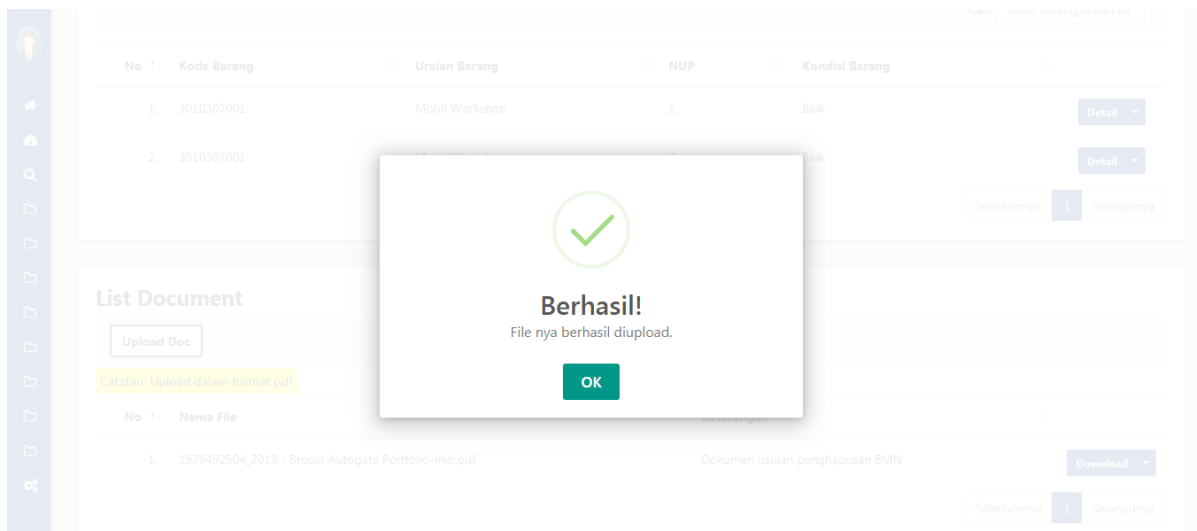 Cari:
No Kode Barang Uraian Barang NUP Kondisi Barang
1. 3010307001 Mobil Workshop 1 Baik Detail
2. 3010307001 Baik Detail
Sebelumnya 1 Selanjutnya
Berhasil!
File nya berhasil diupload.
OK
List Document
Upload Doc
Catatan: Upload dalam format pdf
No Nama File Keterangan
1. 1579492504_2019 - Brosur Autogate Portfolio-min.pdf Dokumen usulan penghapusan BMN Download
Sebelumnya 1 Selanjutnya